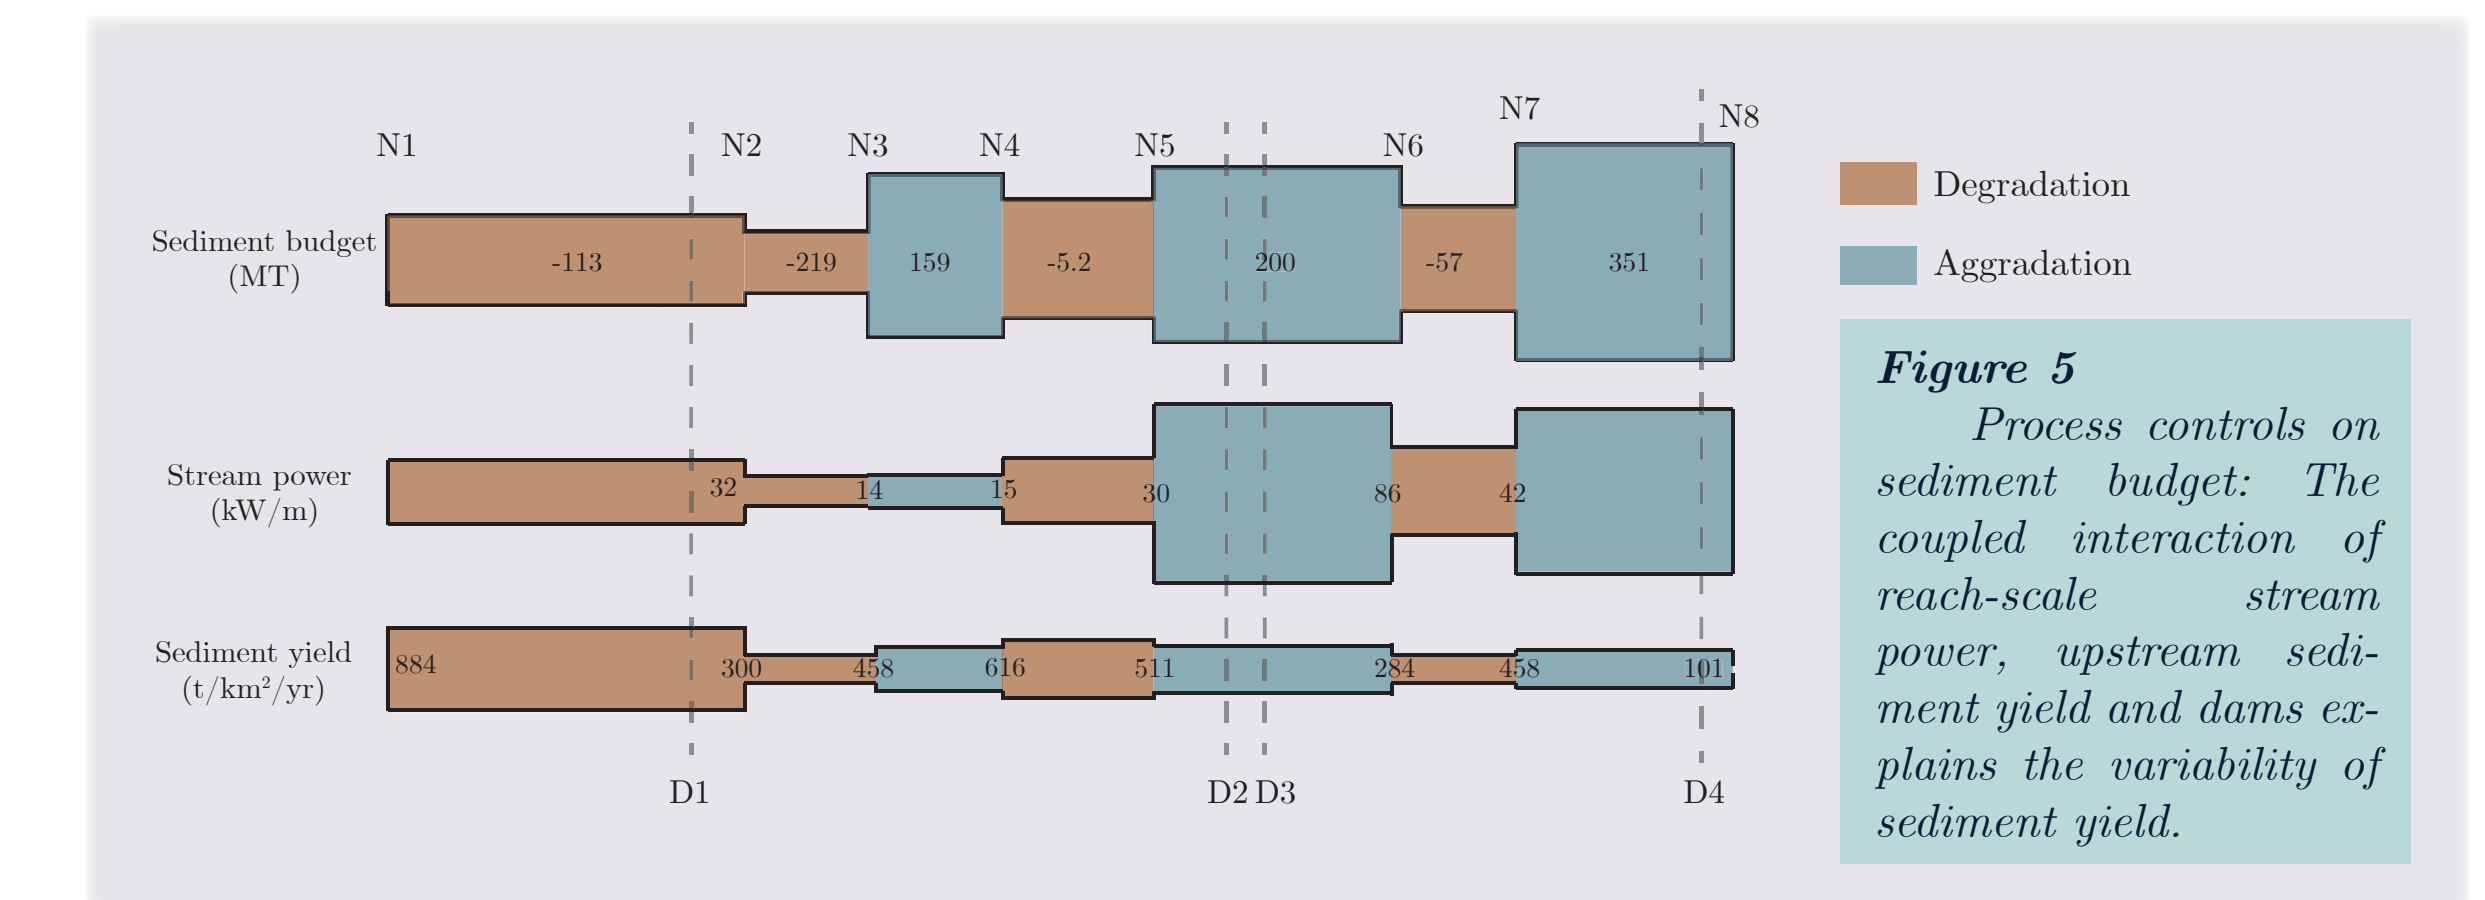 N1 N2 N3 N4 N5 N6 N7 N8
Sediment budget
(MT)
-113 -219 159 -5.2 200 -57 351
Stream power
(kW/m)
32 14 15 30 86 42
Sediment yield
(t/km²/yr)
884 300 458 616 511 284 458 101
D1 D2 D3 D4
Degradation
Aggradation
Figure 5
Process controls on
sediment budget: The
coupled interaction of
reach-scale stream
power, upstream sedi-
ment yield and dams ex-
plains the variability of
sediment yield.